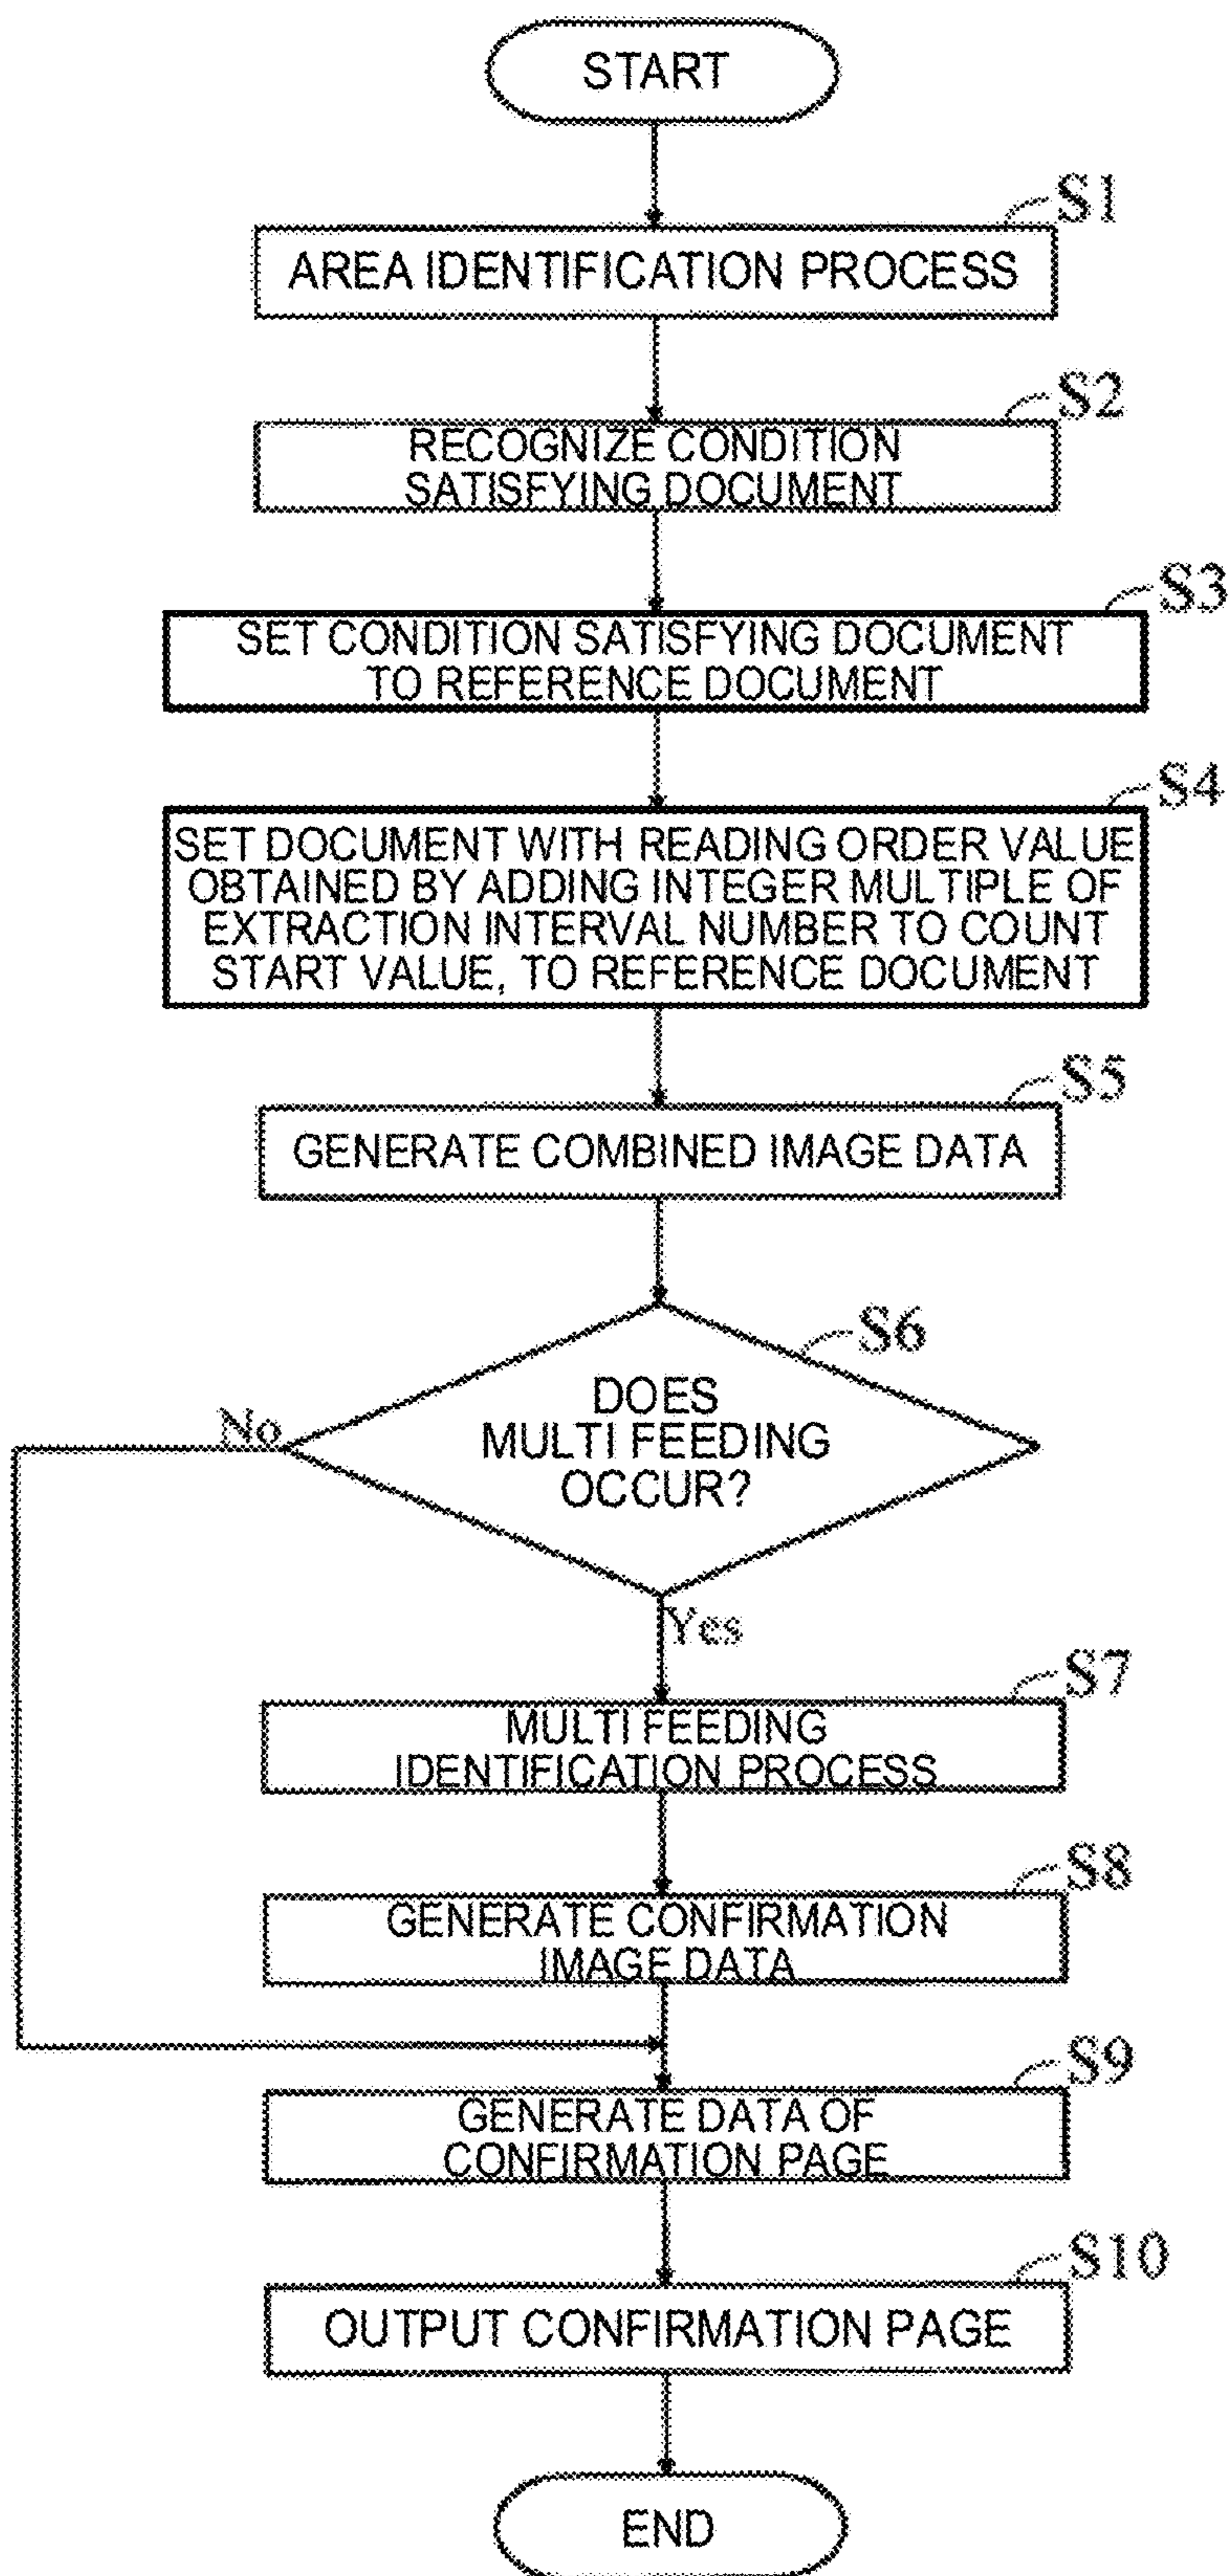 START
S1
AREA IDENTIFICATION PROCESS
S2
RECOGNIZE CONDITION
SATISFYING DOCUMENT
S3
SET CONDITION SATISFYING DOCUMENT
TO REFERENCE DOCUMENT
S4
SET DOCUMENT WITH READING ORDER VALUE
OBTAINED BY ADDING INTEGER MULTIPLE OF
EXTRACTION INTERVAL NUMBER TO COUNT
START VALUE, TO REFERENCE DOCUMENT
S5
GENERATE COMBINED IMAGE DATA
S6
DOES
MULTI FEEDING
OCCUR?
No
Yes
S7
MULTI FEEDING
IDENTIFICATION PROCESS
S8
GENERATE CONFIRMATION
IMAGE DATA
S9
GENERATE DATA OF
CONFIRMATION PAGE
S10
OUTPUT CONFIRMATION PAGE
END